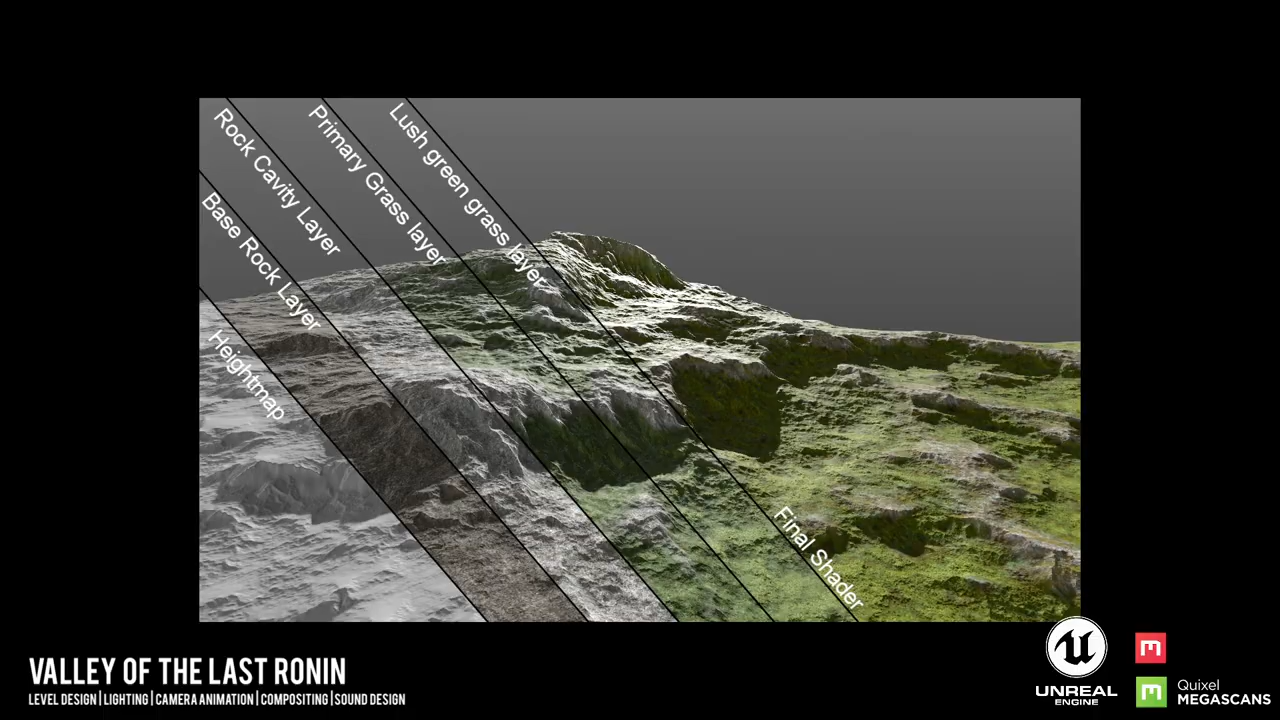 Rock Cavity Layer
Primary Grass layer
Lush green grass layer
Base Rock Layer
Heightmap
Final Shader
VALLEY OF THE LAST RONIN
LEVEL DESIGN | LIGHTING | CAMERA ANIMATION | COMPOSITING | SOUND DESIGN
UNREAL
ENGINE
Quixel
MEGASCANS